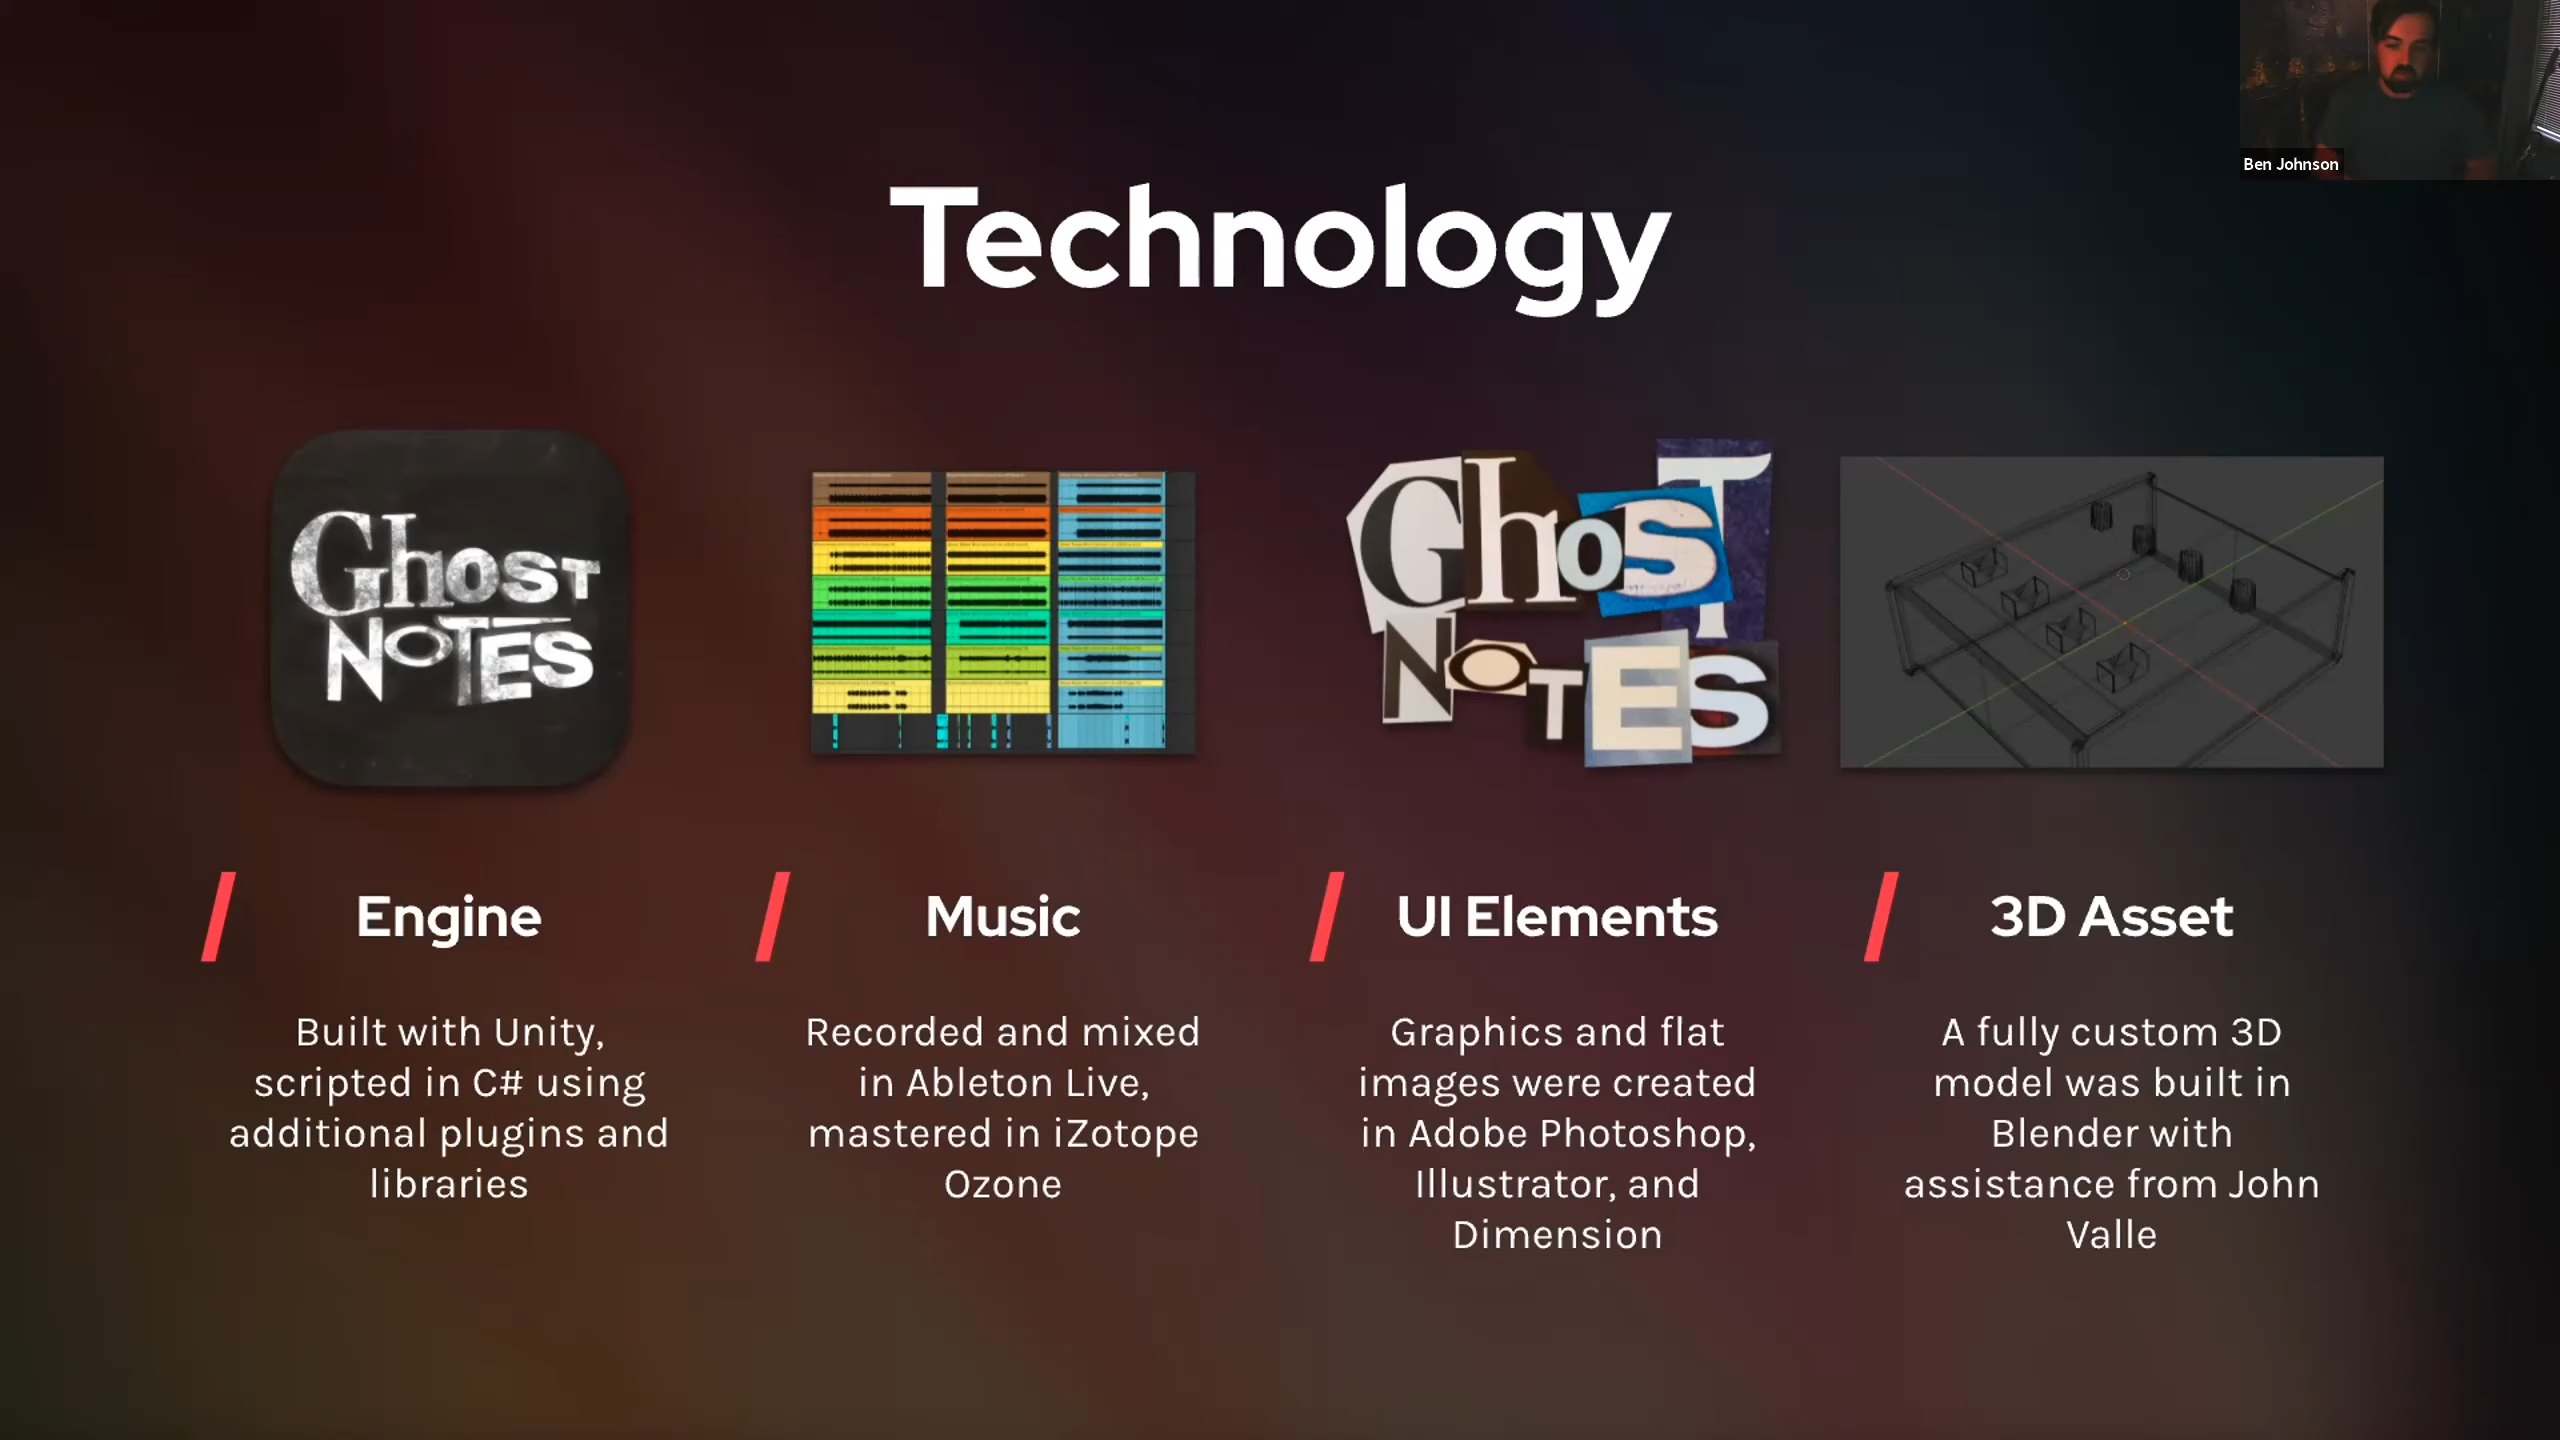 Ben Johnson
Technology
Ghost
Notes
Ghost
Notes
Engine
Built with Unity,
scripted in C# using
additional plugins and
libraries
Music
Recorded and mixed
in Ableton Live,
mastered in iZotope
Ozone
UI Elements
Graphics and flat
images were created
in Adobe Photoshop,
Illustrator, and
Dimension
3D Asset
A fully custom 3D
model was built in
Blender with
assistance from John
Valle